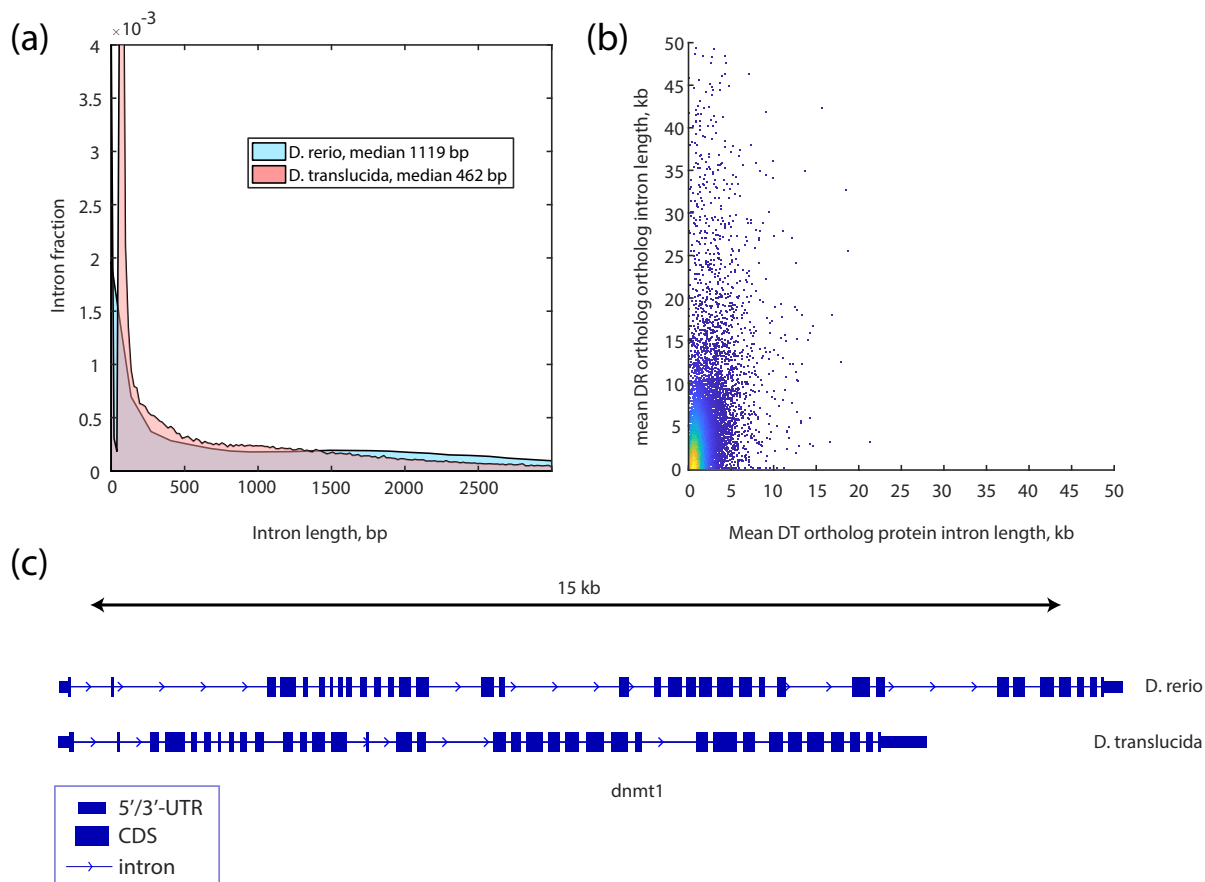 (a)
×10-3
4
3.5
3
2.5
2
1.5
1
0.5
0
Intron fraction
D. rerio, median 1119 bp
D. translucida, median 462 bp
0 500 1000 1500 2000 2500
Intron length, bp
(b)
50
45
40
35
30
25
20
15
10
5
0
mean DR ortholog ortholog intron length, kb
0 5 10 15 20 25 30 35 40 45 50
Mean DT ortholog protein intron length, kb
(c)
15 kb
D. rerio
D. translucida
dnmt1
5'/3'-UTR
CDS
intron